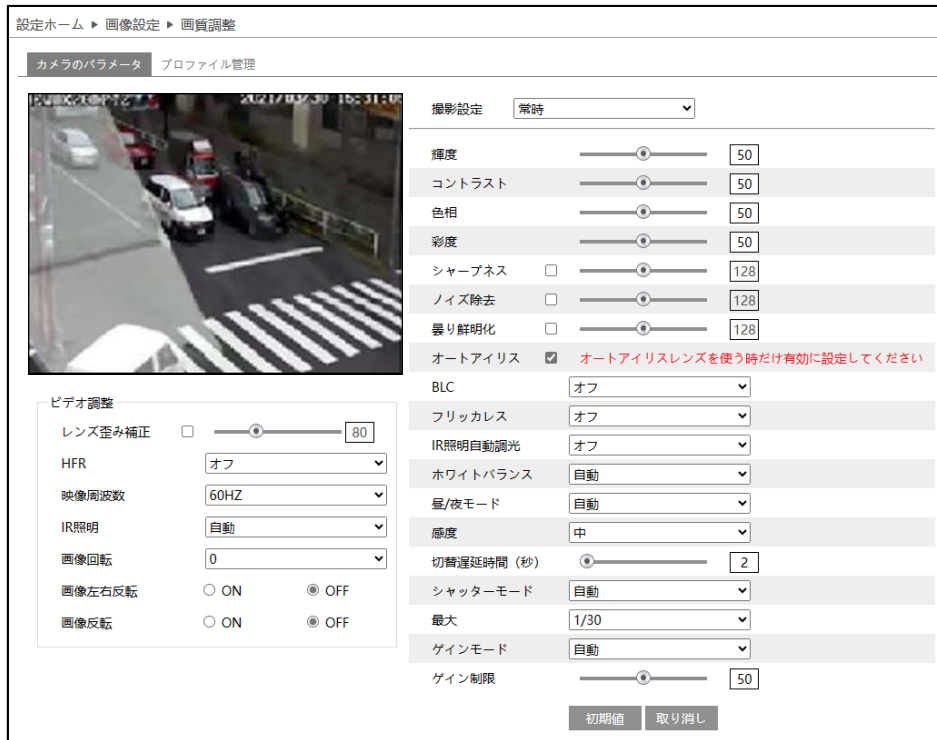 設定ホーム ▶ 画像設定 ▶ 画質調整
カメラのパラメータ プロファイル管理
2021/03/30 16:31:05
撮影設定 常時
輝度 50
コントラスト 50
色相 50
彩度 50
シャープネス 128
ノイズ除去 128
曇り鮮明化 128
オートアイリス オートアイリスレンズを使う時だけ有効に設定してください
BLC オフ
フリッカレス オフ
IR照明自動調光 オフ
ホワイトバランス 自動
昼/夜モード 自動
感度 中
切替遅延時間（秒） 2
シャッターモード 自動
最大 1/30
ゲインモード 自動
ゲイン制限 50
初期値 取り消し
ビデオ調整
レンズ歪み補正 80
HFR オフ
映像周波数 60HZ
IR照明 自動
画像回転 0
画像左右反転 ON OFF
画像反転 ON OFF